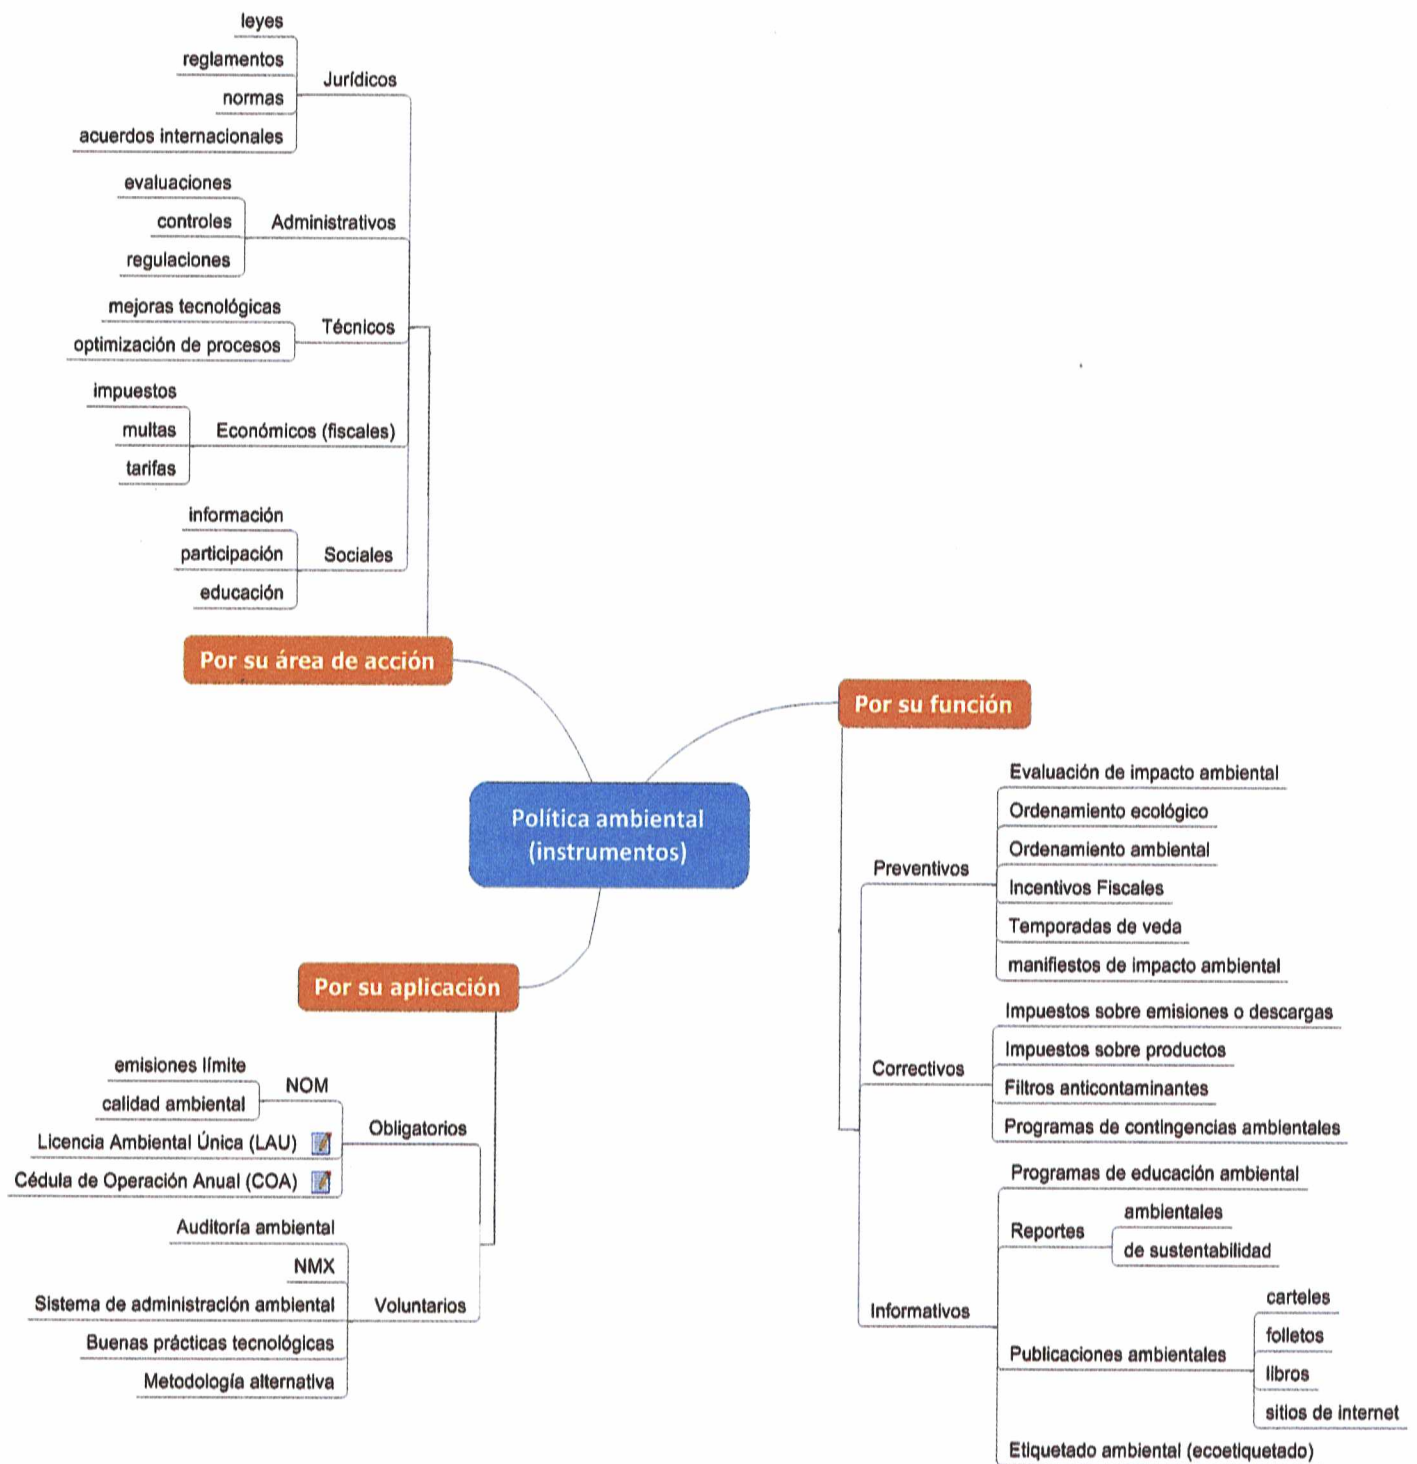 leyes
reglamentos
normas
acuerdos internacionales
Jurídicos
evaluaciones
controles
regulaciones
Administrativos
mejoras tecnológicas
optimización de procesos
Técnicos
impuestos
multas
tarifas
Económicos (fiscales)
información
participación
educación
Sociales
Por su área de acción
Por su función
Política ambiental
(instrumentos)
Evaluación de impacto ambiental
Ordenamiento ecológico
Ordenamiento ambiental
Incentivos Fiscales
Temporadas de veda
manifiestos de impacto ambiental
Preventivos
Impuestos sobre emisiones o descargas
Impuestos sobre productos
Filtros anticontaminantes
Programas de contingencias ambientales
Correctivos
Programas de educación ambiental
Reportes
ambientales
de sustentabilidad
Informativos
Publicaciones ambientales
carteles
folletos
libros
sitios de internet
Etiquetado ambiental (ecoetiquetado)
Por su aplicación
emisiones límite
calidad ambiental
NOM
Licencia Ambiental Única (LAU)
Cédula de Operación Anual (COA)
Obligatorios
Auditoría ambiental
NMX
Sistema de administración ambiental
Buenas prácticas tecnológicas
Metodología alternativa
Voluntarios